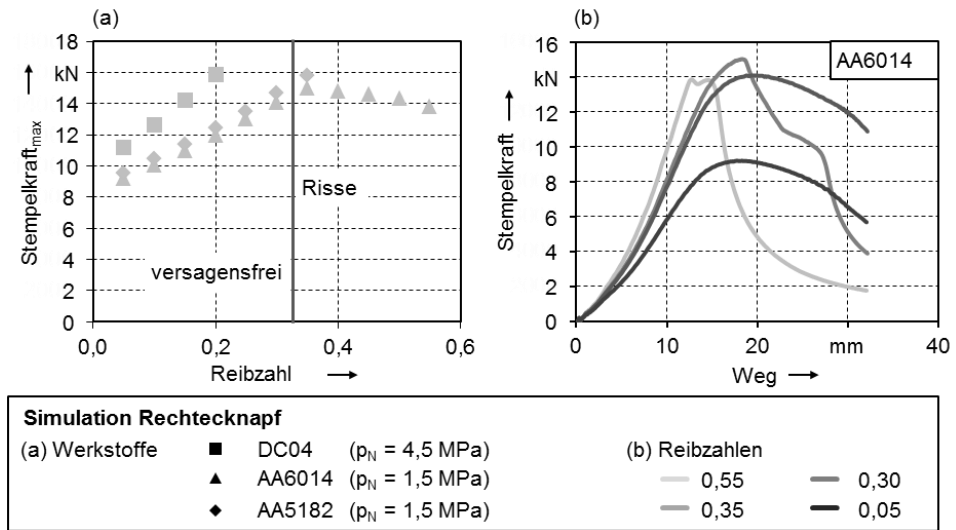 (a)
18
kN
14
12
10
8
6
4
2
0
Stempelkraft max
0,0
0,2
0,4
0,6
Reibzahl
versagensfrei
Risse
(b)
16
kN
12
10
8
6
4
2
0
Stempelkraft
AA6014
0
10
20
mm
40
Weg
Simulation Rechtecknapf
(a) Werkstoffe
DC04 (pN = 4,5 MPa)
AA6014 (pN = 1,5 MPa)
AA5182 (pN = 1,5 MPa)
(b) Reibzahlen
0,55
0,30
0,35
0,05